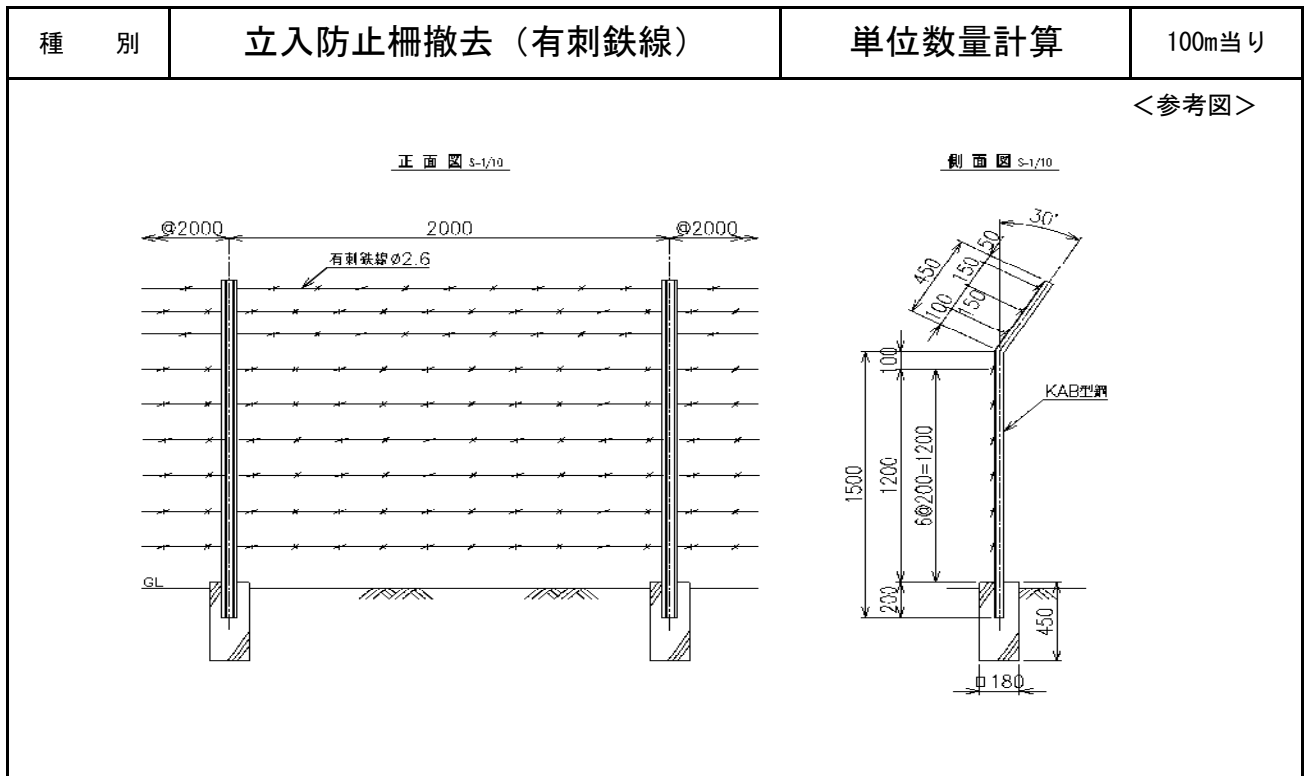 種　別
立入防止柵撤去（有刺鉄線）
単位数量計算
100m当り
＜参考図＞
正 面 図 S-1/10
側 面 図 S-1/10
@2000
2000
@2000
有刺鉄線φ2.6
GL
30°
450
50
150
150
100
100
KAB型鋼
1500
1200
6@200=1200
200
450
□180